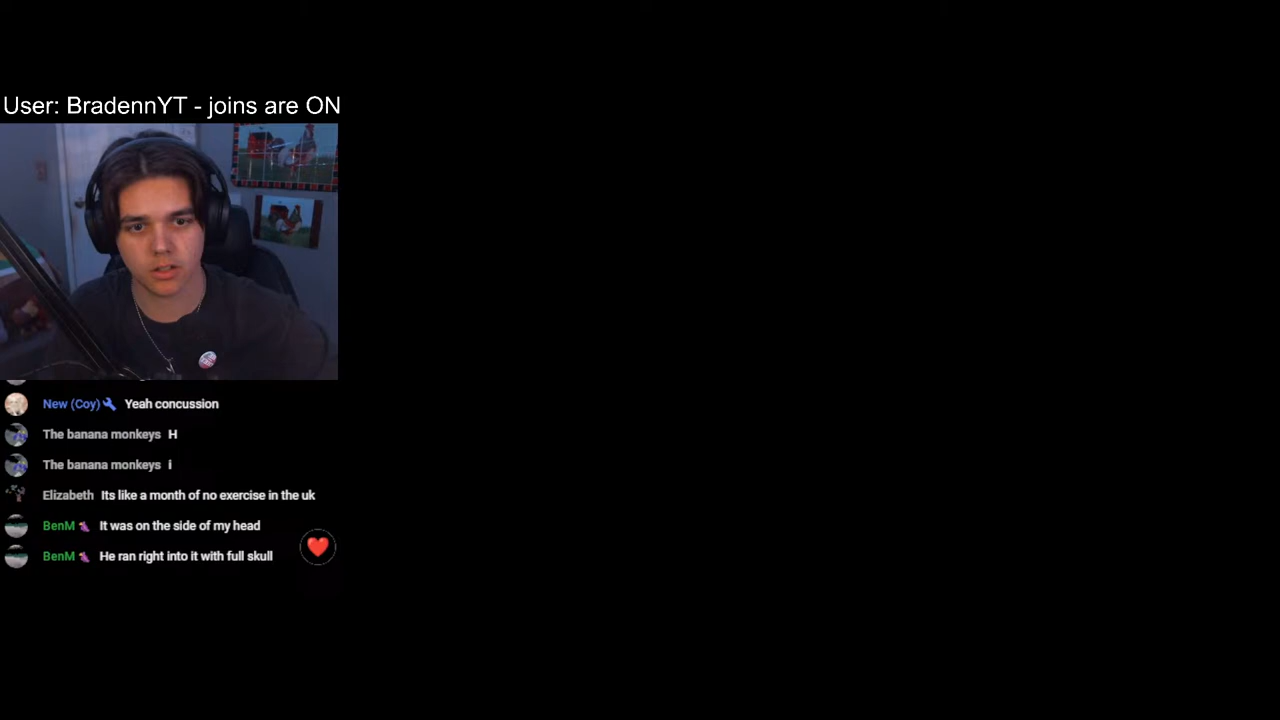 User: BradennYT - joins are ON
New (Coy) Yeah concussion
The banana monkeys H
The banana monkeys i
Elizabeth Its like a month of no exercise in the uk
BenM It was on the side of my head
BenM He ran right into it with full skull